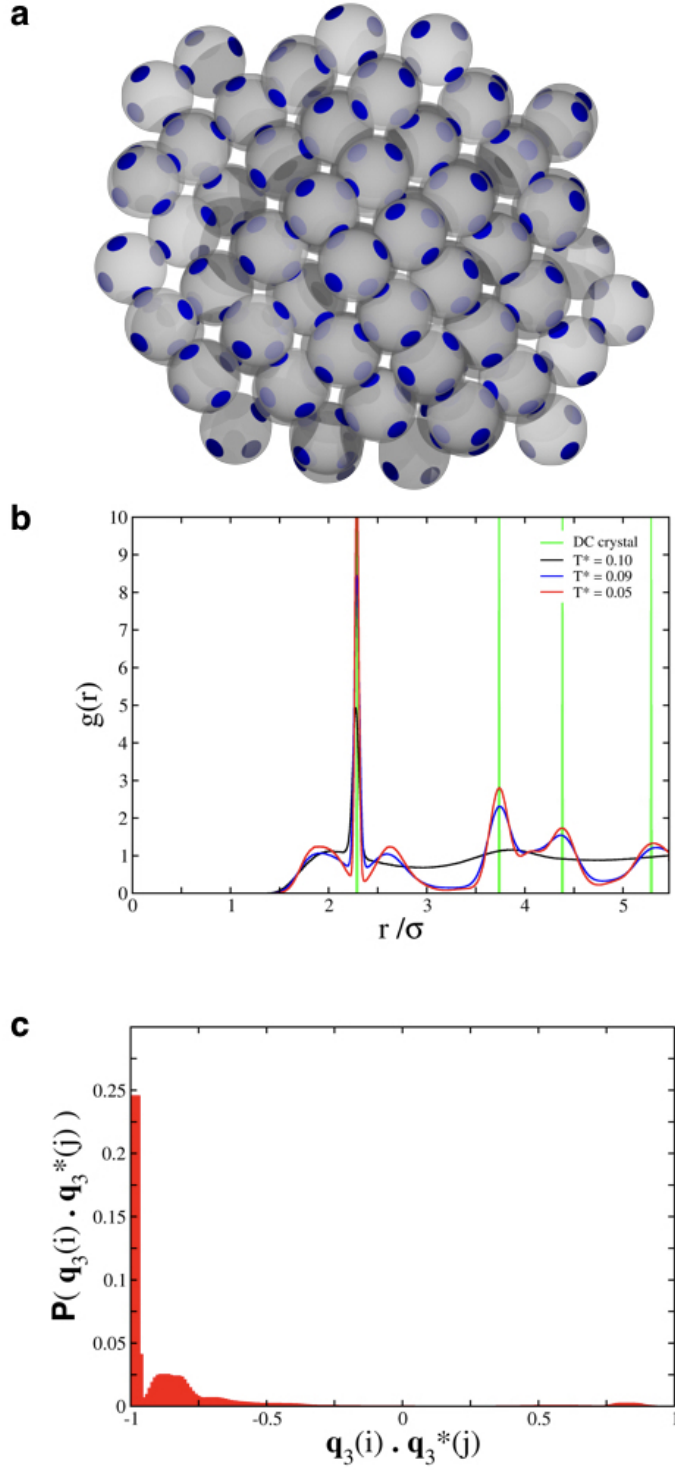 a
b
10
9
8
7
6
5
4
3
2
1
0
g(r)
DC crystal
T* = 0.10
T* = 0.09
T* = 0.05
0 1 2 3 4 5
r /σ
c
0.25
0.2
0.15
0.1
0.05
0
P( q3(i) . q3*(j) )
-1 -0.5 0 0.5 1
q3(i) . q3*(j)